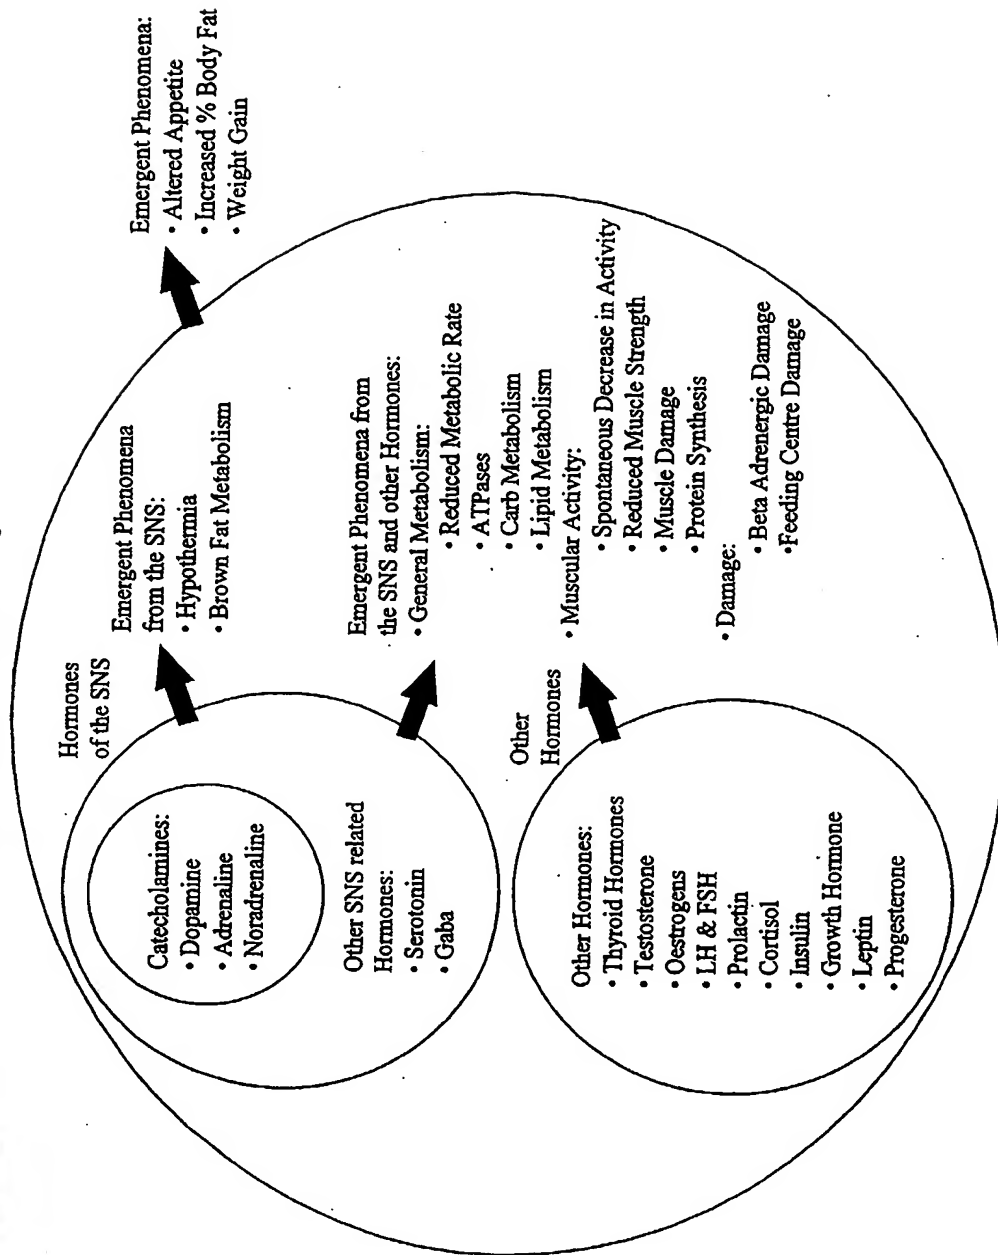 Hormones
of the SNS
Catecholamines:
• Dopamine
• Adrenaline
• Noradrenaline
Other SNS related
Hormones:
• Serotonin
• Gaba
Other
Hormones
Other Hormones:
• Thyroid Hormones
• Testosterone
• Oestrogens
• LH & FSH
• Prolactin
• Cortisol
• Insulin
• Growth Hormone
• Leptin
• Progesterone
Emergent Phenomena
from the SNS:
• Hypothermia
• Brown Fat Metabolism
Emergent Phenomena from
the SNS and other Hormones:
• General Metabolism:
• Reduced Metabolic Rate
• ATPases
• Carb Metabolism
• Lipid Metabolism
• Muscular Activity:
• Spontaneous Decrease in Activity
• Reduced Muscle Strength
• Muscle Damage
• Protein Synthesis
• Damage:
• Beta Adrenergic Damage
•Feeding Centre Damage
Emergent Phenomena:
• Altered Appetite
• Increased % Body Fat
• Weight Gain